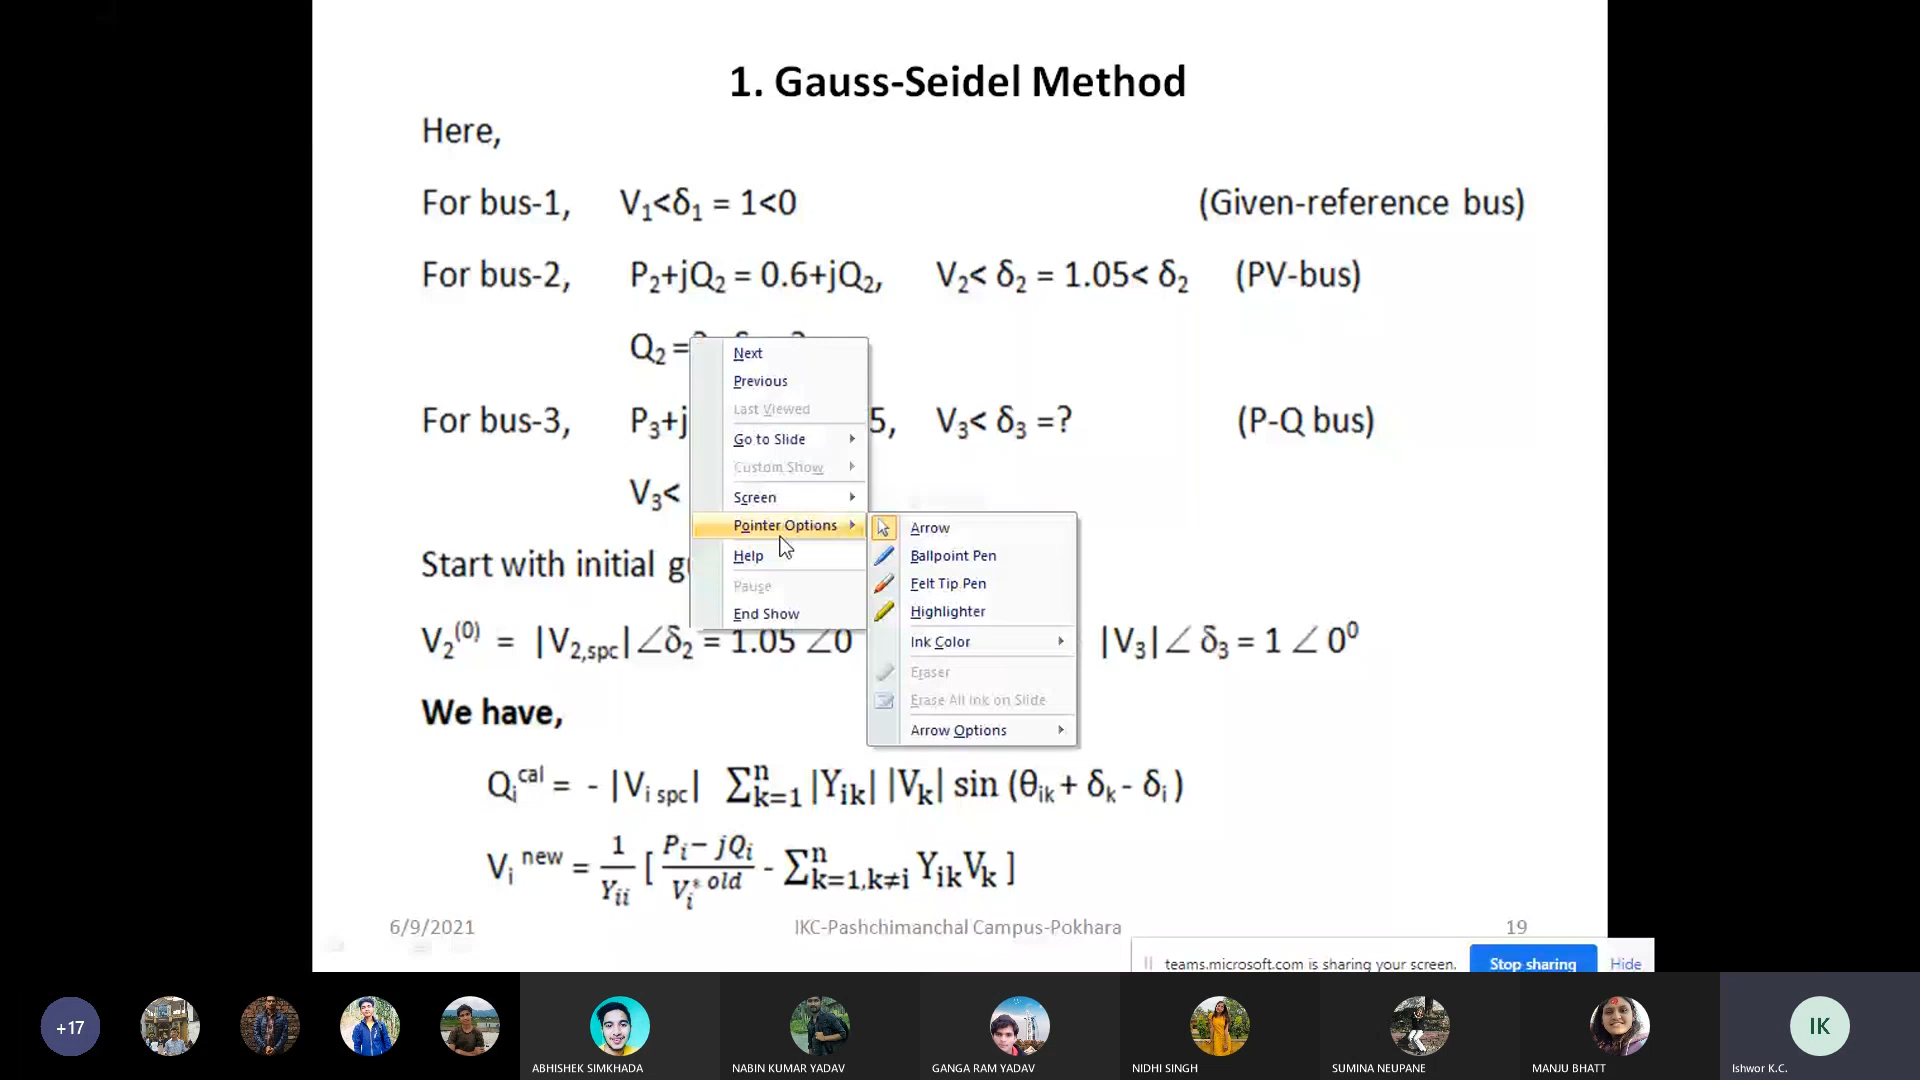 1. Gauss-Seidel Method
Here,
For bus-1, V₁<δ₁ = 1<0 (Given-reference bus)
For bus-2, P₂+jQ₂ = 0.6+jQ₂, V₂< δ₂ = 1.05< δ₂ (PV-bus)
Q₂ =
For bus-3, P₃+j 5, V₃< δ₃ =? (P-Q bus)
V₃<
Start with initial
V₂⁽⁰⁾ = |V₂,spc|∠δ₂ = 1.05 ∠0 |V₃|∠ δ₃ = 1 ∠ 0⁰
We have,
Qᵢ^cal = - |Vᵢ spc| ∑ⁿₖ₌₁ |Yᵢₖ| |Vₖ| sin (θᵢₖ + δₖ - δᵢ )
Vᵢ^new = 1/Yᵢᵢ [ (Pᵢ − jQᵢ)/Vᵢ*^old - ∑ⁿₖ₌₁,ₖ≠ᵢ YᵢₖVₖ ]
6/9/2021 IKC-Pashchimanchal Campus-Pokhara 19
Next
Previous
Last Viewed
Go to Slide
Custom Show
Screen
Pointer Options
Help
Pause
End Show
Arrow
Ballpoint Pen
Felt Tip Pen
Highlighter
Ink Color
Eraser
Erase All Ink on Slide
Arrow Options
teams.microsoft.com is sharing your screen. Stop sharing Hide
+17
IK
ABHISHEK SIMKHADA
NABIN KUMAR YADAV
GANGA RAM YADAV
NIDHI SINGH
SUMINA NEUPANE
MANJU BHATT
Ishwor K.C.